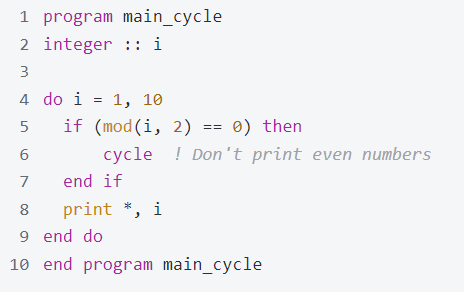 1 program main_cycle
2 integer :: i
3
4 do i = 1, 10
5   if (mod(i, 2) == 0) then
6       cycle  ! Don't print even numbers
7   end if
8   print *, i
9 end do
10 end program main_cycle